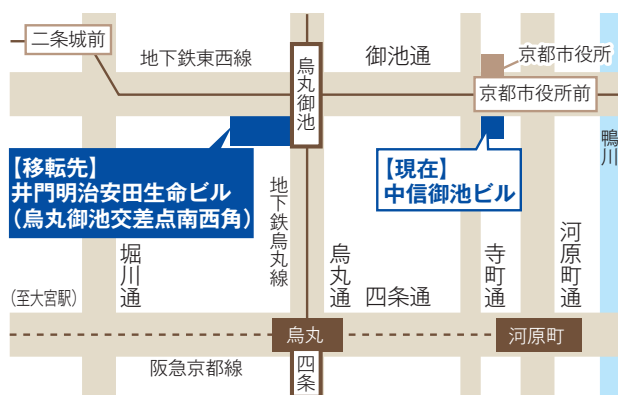 二条城前
地下鉄東西線
烏丸御池
御池通
京都市役所
京都市役所前
鴨川
【移転先】
井門明治安田生命ビル
（烏丸御池交差点南西角）
【現在】
中信御池ビル
地下鉄烏丸線
堀川通
烏丸通
四条通
寺町通
河原町通
（至大宮駅）
烏丸
河原町
阪急京都線
四条